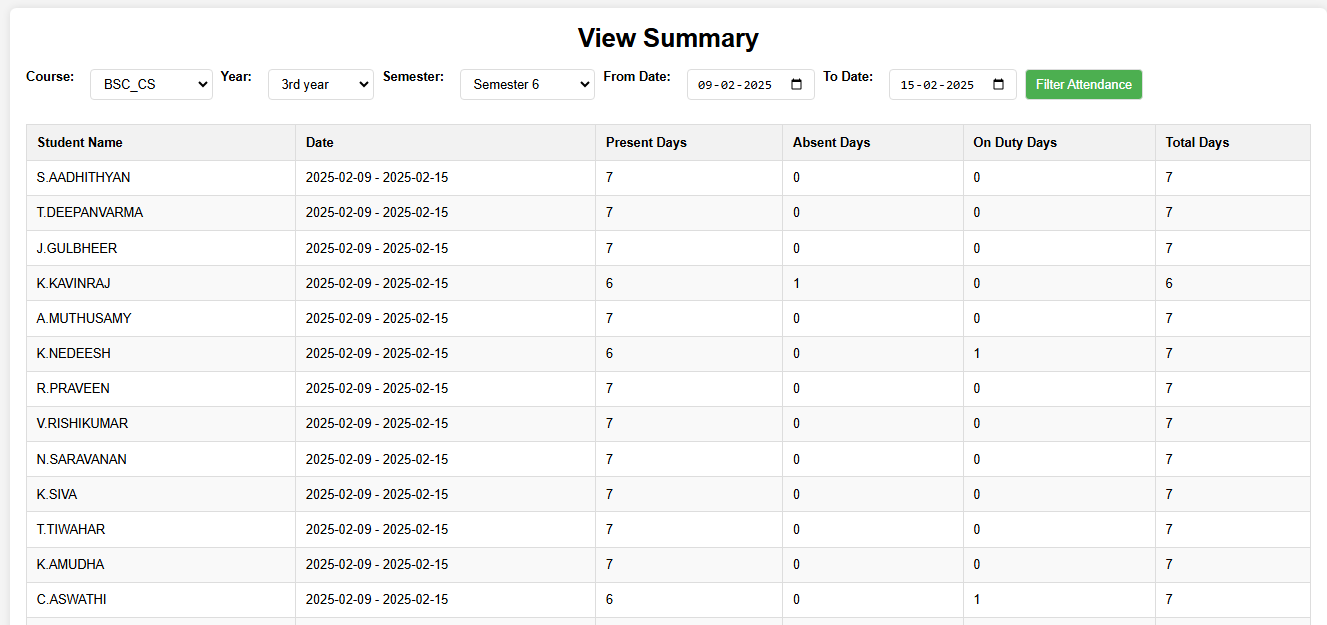 View Summary
Course: BSC_CS Year: 3rd year Semester: Semester 6 From Date: 09-02-2025 To Date: 15-02-2025 Filter Attendance
Student Name Date Present Days Absent Days On Duty Days Total Days
S.AADHITHYAN 2025-02-09 - 2025-02-15 7 0 0 7
T.DEEPANVARMA 2025-02-09 - 2025-02-15 7 0 0 7
J.GULBHEER 2025-02-09 - 2025-02-15 7 0 0 7
K.KAVINRAJ 2025-02-09 - 2025-02-15 6 1 0 6
A.MUTHUSAMY 2025-02-09 - 2025-02-15 7 0 0 7
K.NEDEESH 2025-02-09 - 2025-02-15 6 0 1 7
R.PRAVEEN 2025-02-09 - 2025-02-15 7 0 0 7
V.RISHIKUMAR 2025-02-09 - 2025-02-15 7 0 0 7
N.SARAVANAN 2025-02-09 - 2025-02-15 7 0 0 7
K.SIVA 2025-02-09 - 2025-02-15 7 0 0 7
T.TIWAHAR 2025-02-09 - 2025-02-15 7 0 0 7
K.AMUDHA 2025-02-09 - 2025-02-15 7 0 0 7
C.ASWATHI 2025-02-09 - 2025-02-15 6 0 1 7